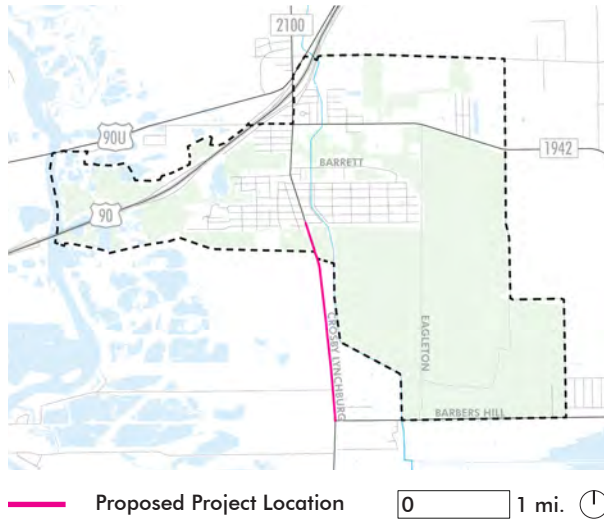 2100
90U
1942
BARRETT
90
CROSBY LYNCHBURG
EAGLETON
BARBERS HILL
Proposed Project Location
0
1 mi.